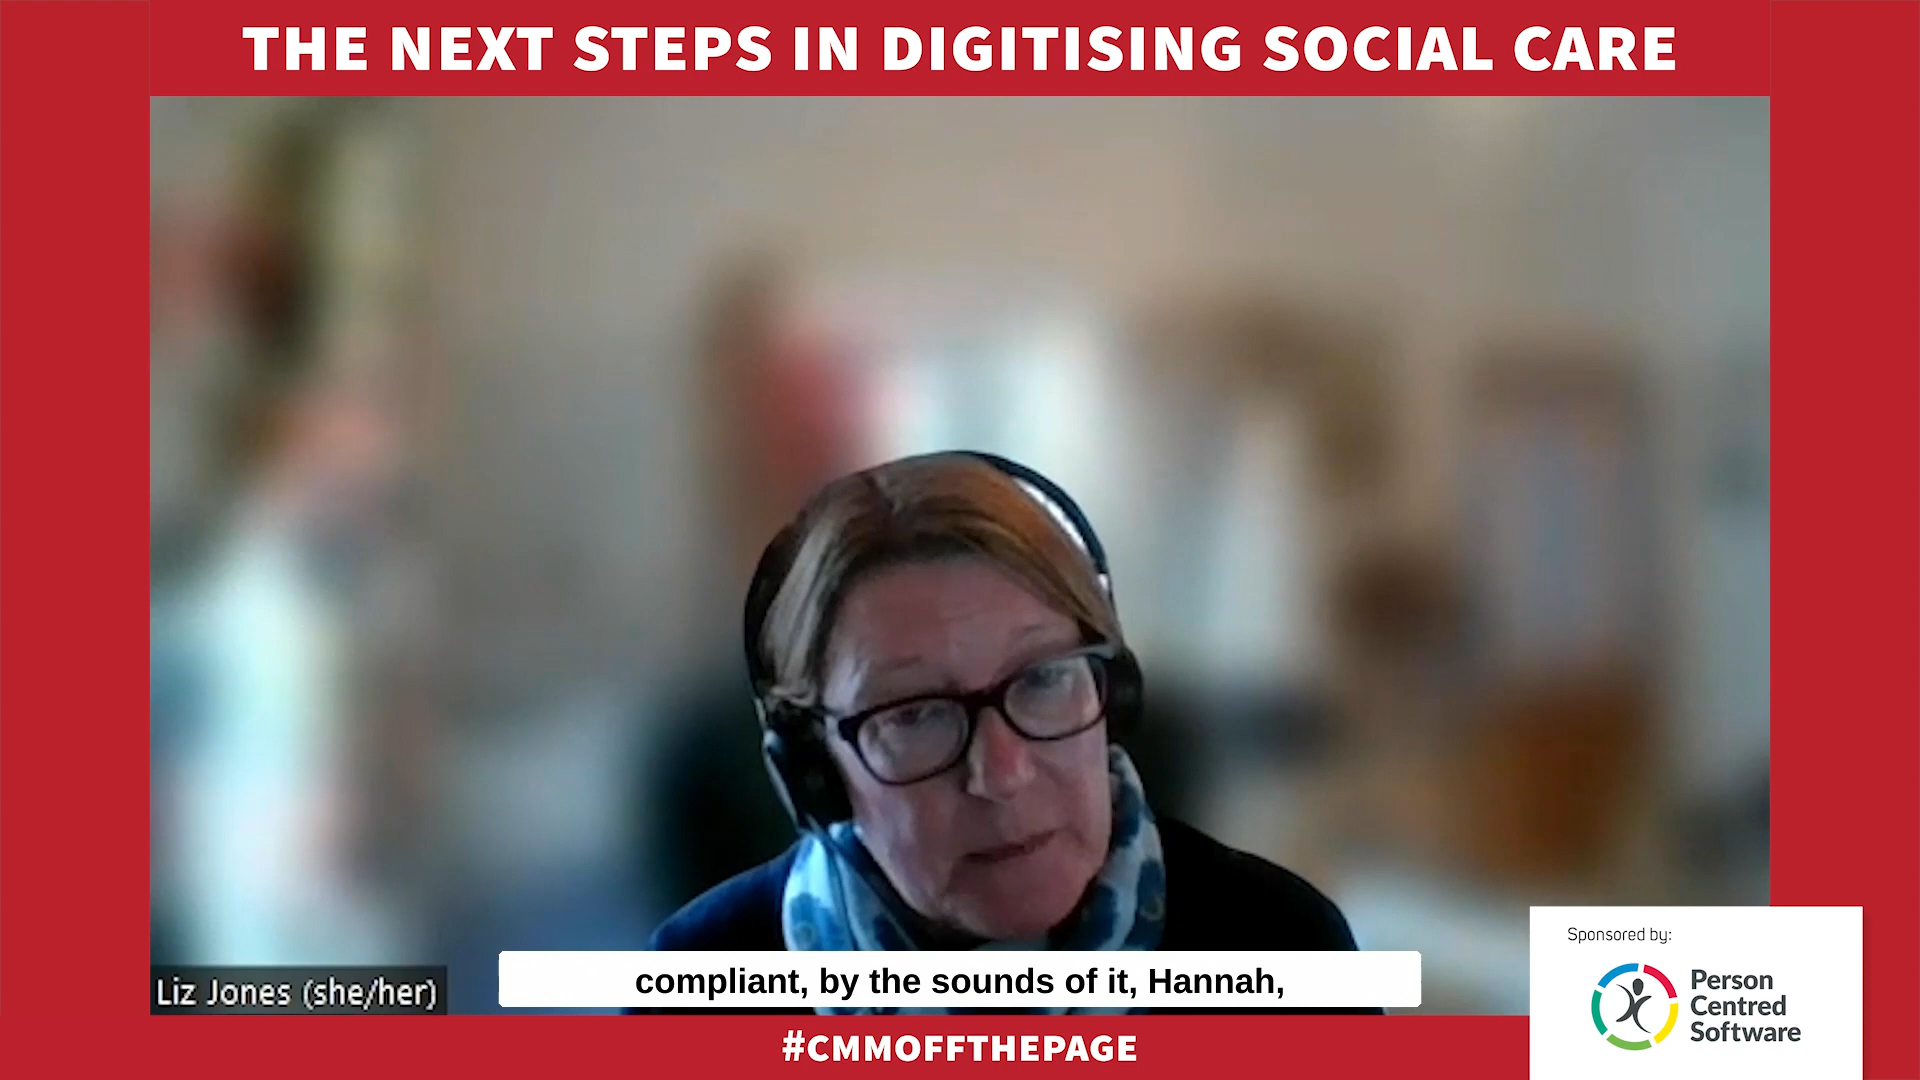 THE NEXT STEPS IN DIGITISING SOCIAL CARE
Liz Jones (she/her)
compliant, by the sounds of it, Hannah,
Sponsored by:
Person
Centred
Software
#CMMOFFTHEPAGE